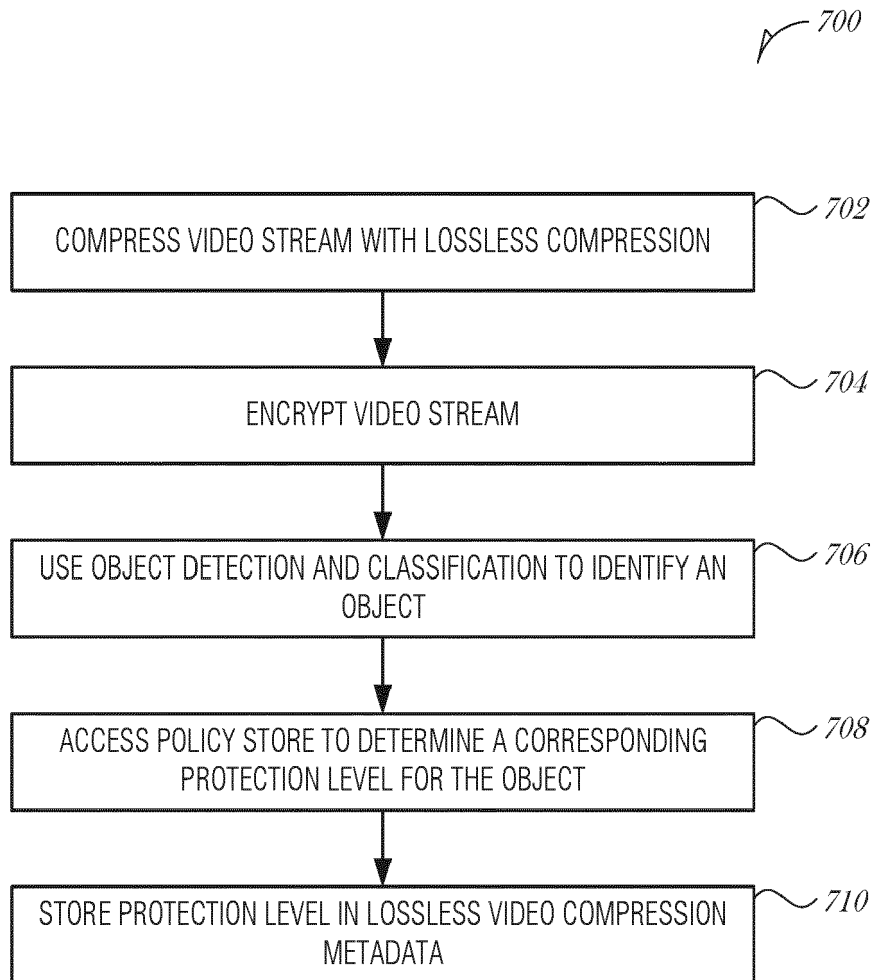 700
COMPRESS VIDEO STREAM WITH LOSSLESS COMPRESSION
702
ENCRYPT VIDEO STREAM
704
USE OBJECT DETECTION AND CLASSIFICATION TO IDENTIFY AN
OBJECT
706
ACCESS POLICY STORE TO DETERMINE A CORRESPONDING
PROTECTION LEVEL FOR THE OBJECT
708
STORE PROTECTION LEVEL IN LOSSLESS VIDEO COMPRESSION
METADATA
710